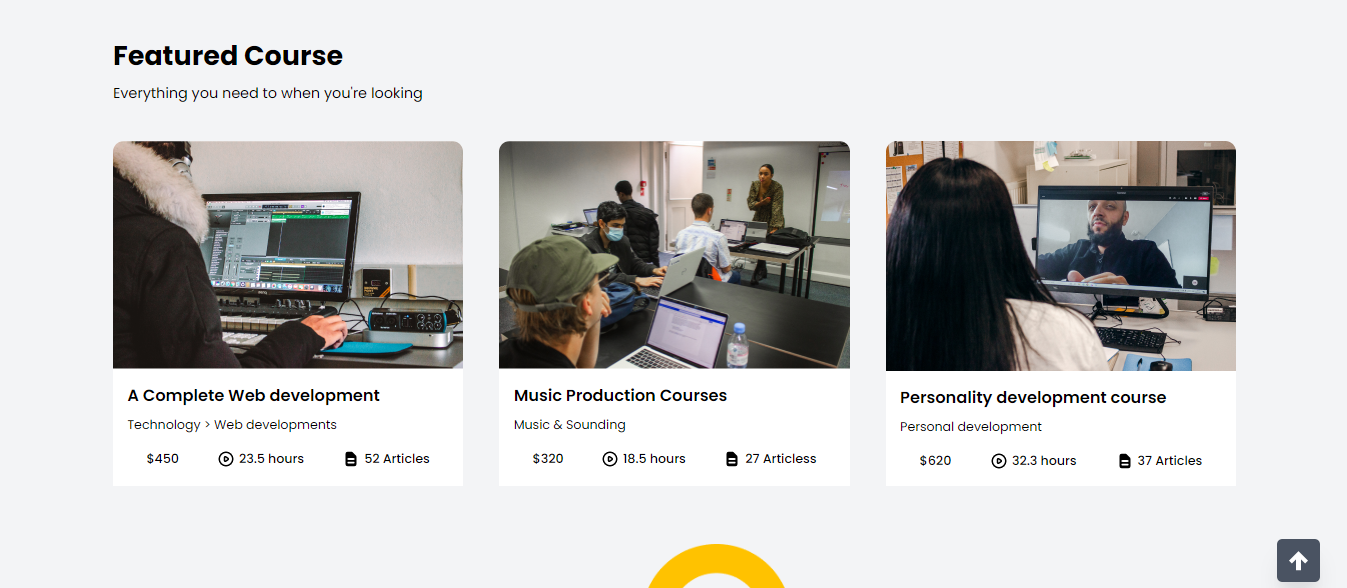 Featured Course
Everything you need to when you're looking
A Complete Web development
Technology > Web developments
$450 23.5 hours 52 Articles
Music Production Courses
Music & Sounding
$320 18.5 hours 27 Articless
Personality development course
Personal development
$620 32.3 hours 37 Articles